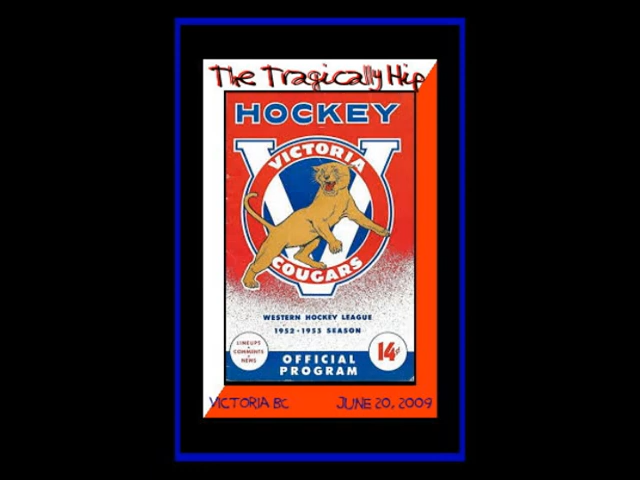 The Tragically Hip
HOCKEY
VICTORIA
COUGARS
WESTERN HOCKEY LEAGUE
1952-1953 SEASON
LINEUPS
COMMENTS
NEWS
14¢
OFFICIAL
PROGRAM
VICTORIA BC JUNE 20, 2009